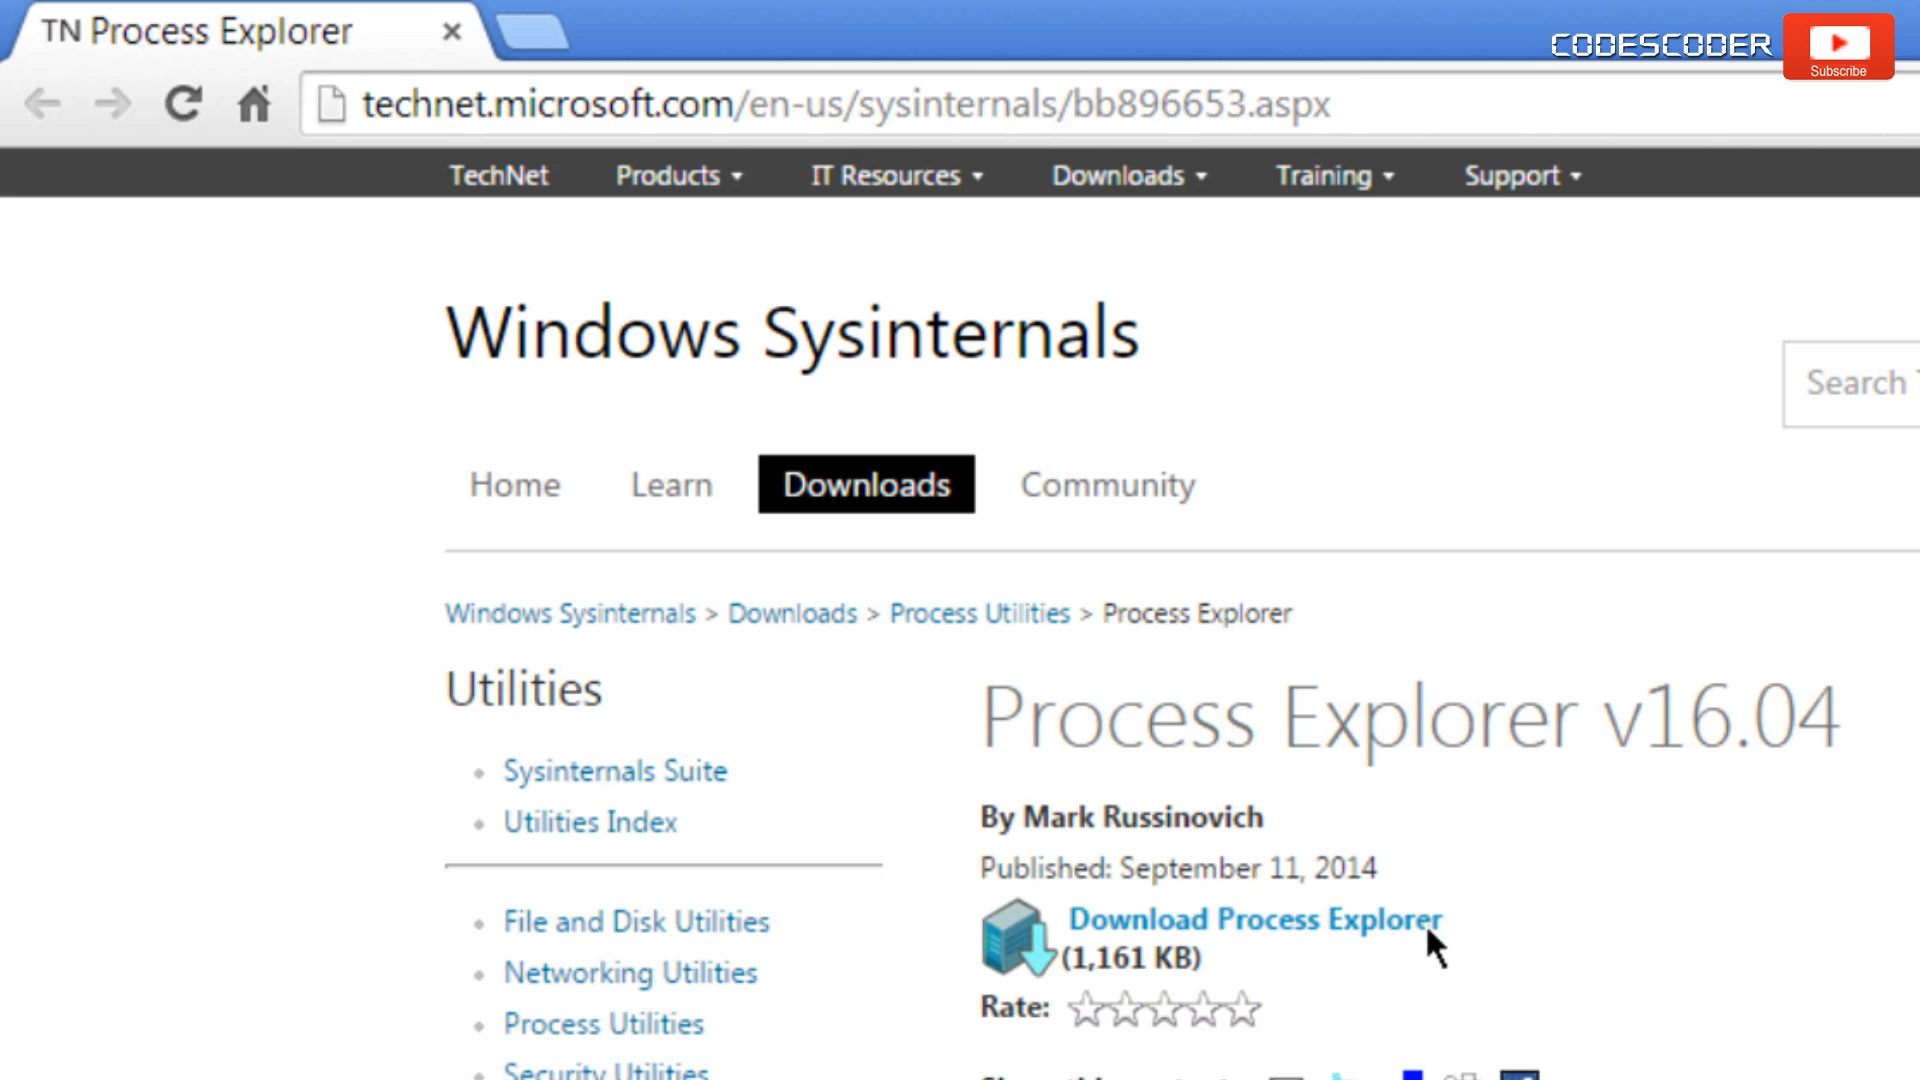 TN Process Explorer
CODESCODER
Subscribe
technet.microsoft.com/en-us/sysinternals/bb896653.aspx
TechNet Products IT Resources Downloads Training Support
Windows Sysinternals
Search
Home Learn Downloads Community
Windows Sysinternals > Downloads > Process Utilities > Process Explorer
Utilities
Sysinternals Suite
Utilities Index
File and Disk Utilities
Networking Utilities
Process Utilities
Security Utilities
Process Explorer v16.04
By Mark Russinovich
Published: September 11, 2014
Download Process Explorer
(1,161 KB)
Rate: